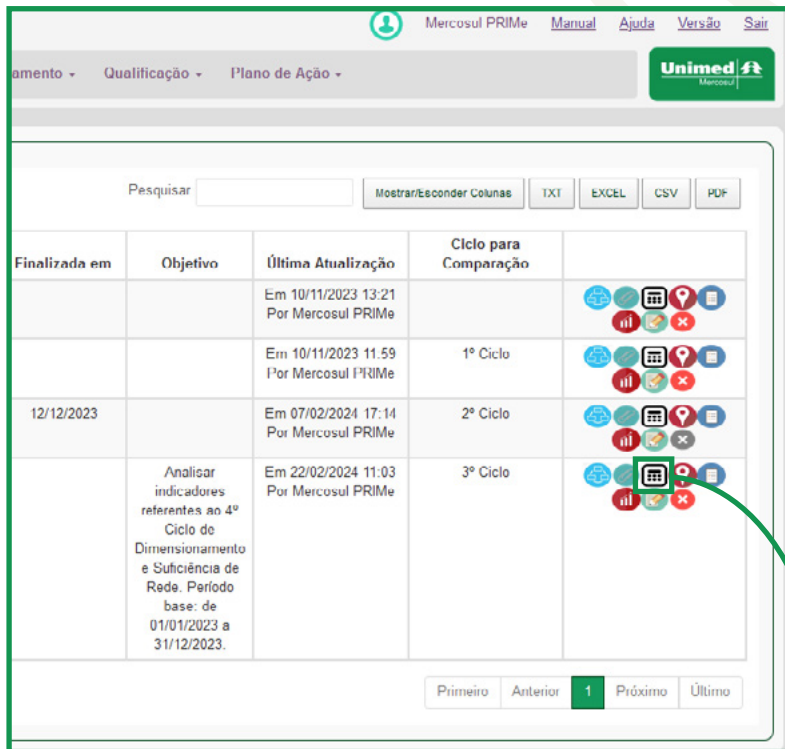 Mercosul PRIMe Manual Ajuda Versão Sair
amento Qualificação Plano de Ação
Unimed
Mercosul
Pesquisar Mostrar/Esconder Colunas TXT EXCEL CSV PDF
Finalizada em Objetivo Última Atualização Ciclo para
Comparação
Em 10/11/2023 13:21
Por Mercosul PRIMe
Em 10/11/2023 11:59 1º Ciclo
Por Mercosul PRIMe
12/12/2023 Em 07/02/2024 17:14 2º Ciclo
Por Mercosul PRIMe
Analisar Em 22/02/2024 11:03 3º Ciclo
indicadores Por Mercosul PRIMe
referentes ao 4º
Ciclo de
Dimensionamento
e Suficiência de
Rede. Período
base: de
01/01/2023 a
31/12/2023.
Primeiro Anterior 1 Próximo Último